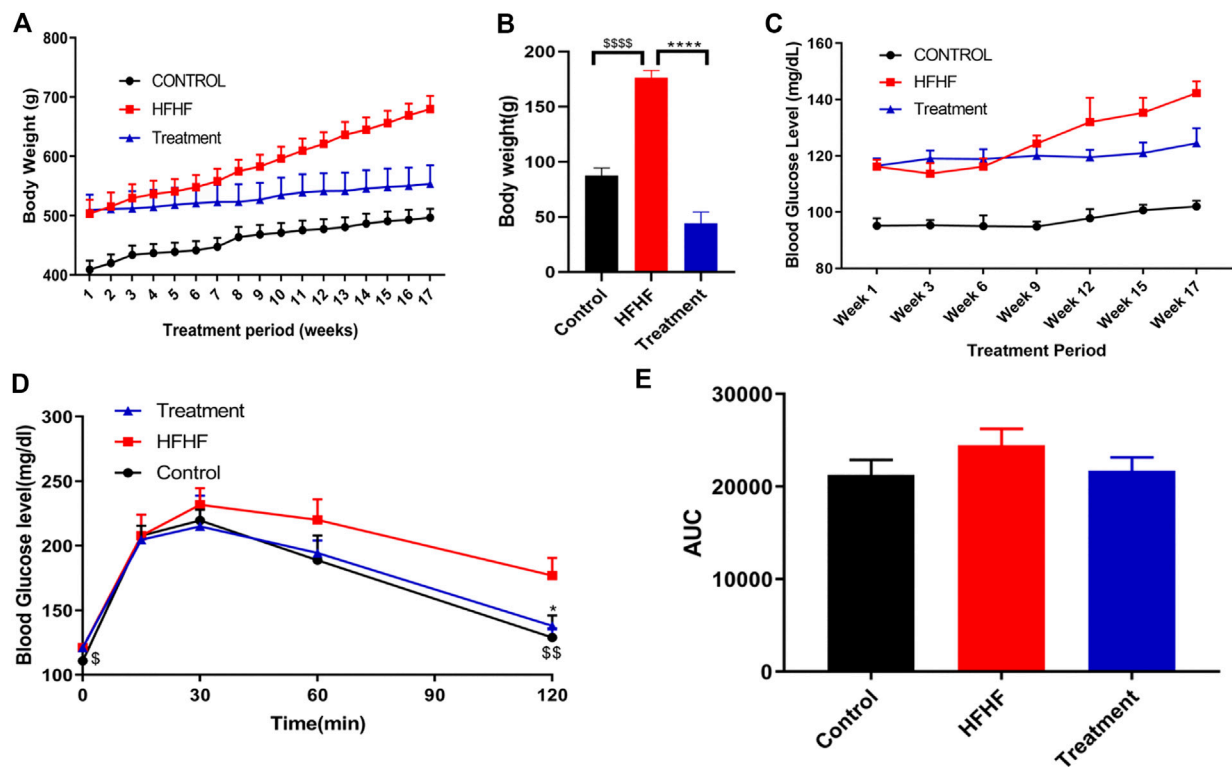 A
Body Weight (g)
800
700
600
500
400
CONTROL
HFHF
Treatment
1 2 3 4 5 6 7 8 9 10 11 12 13 14 15 16 17
Treatment period (weeks)
B
Body weight(g)
200
150
100
50
0
$$$$ ****
Control HFHF Treatment
C
Blood Glucose Level (mg/dL)
160
140
120
100
80
CONTROL
HFHF
Treatment
Week 1 Week 3 Week 6 Week 9 Week 12 Week 15 Week 17
Treatment Period
D
Blood Glucose level(mg/dl)
300
250
200
150
100
Treatment
HFHF
Control
$
*
$$
0 30 60 90 120
Time(min)
E
AUC
30000
20000
10000
0
Control HFHF Treatment